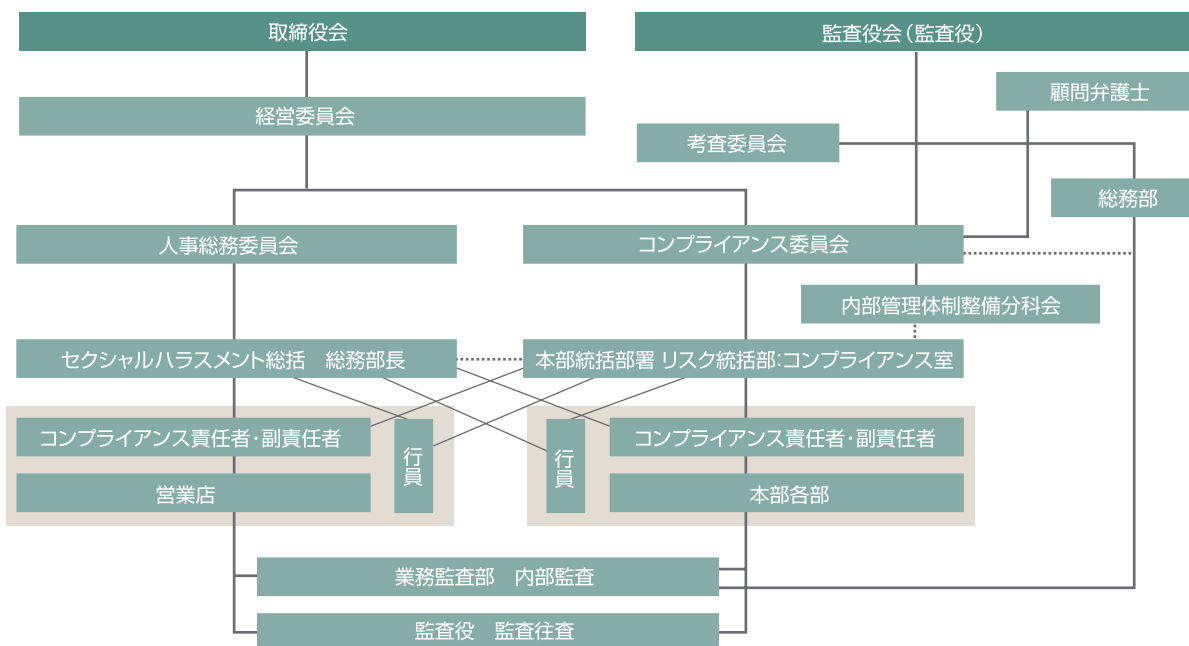 取締役会
監査役会(監査役)
顧問弁護士
経営委員会
考査委員会
総務部
人事総務委員会
コンプライアンス委員会
内部管理体制整備分科会
セクシャルハラスメント総括　総務部長
本部統括部署 リスク統括部:コンプライアンス室
コンプライアンス責任者・副責任者
行員
営業店
行員
コンプライアンス責任者・副責任者
本部各部
業務監査部　内部監査
監査役　監査往査